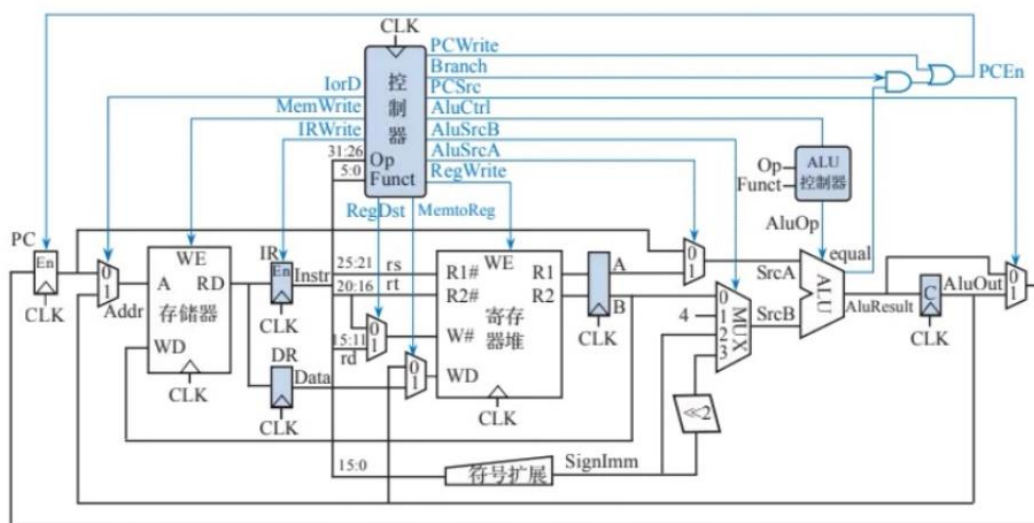 CLK
PCWrite
Branch
PCSrc
PCEn
IorD
控制器
AluCtrl
MemWrite
AluSrcB
IRWrite
AluSrcA
31:26
Op
5:0
Funct
RegWrite
Op
Funct
ALU
控制器
RegDst
MemtoReg
AluOp
PC
En
CLK
0
1
Addr
WE
A
RD
存储器
WD
CLK
IR
En
Instr
CLK
DR
Data
CLK
25:21
rs
20:16
rt
15:11
rd
0
1
0
1
WE
R1#
R1
R2#
R2
W#
寄存
器堆
WD
CLK
A
B
CLK
0
1
SrcA
4
0
1
2
3
MUX
SrcB
≪2
equal
ALU
AluResult
C
CLK
AluOut
0
1
15:0
符号扩展
SignImm